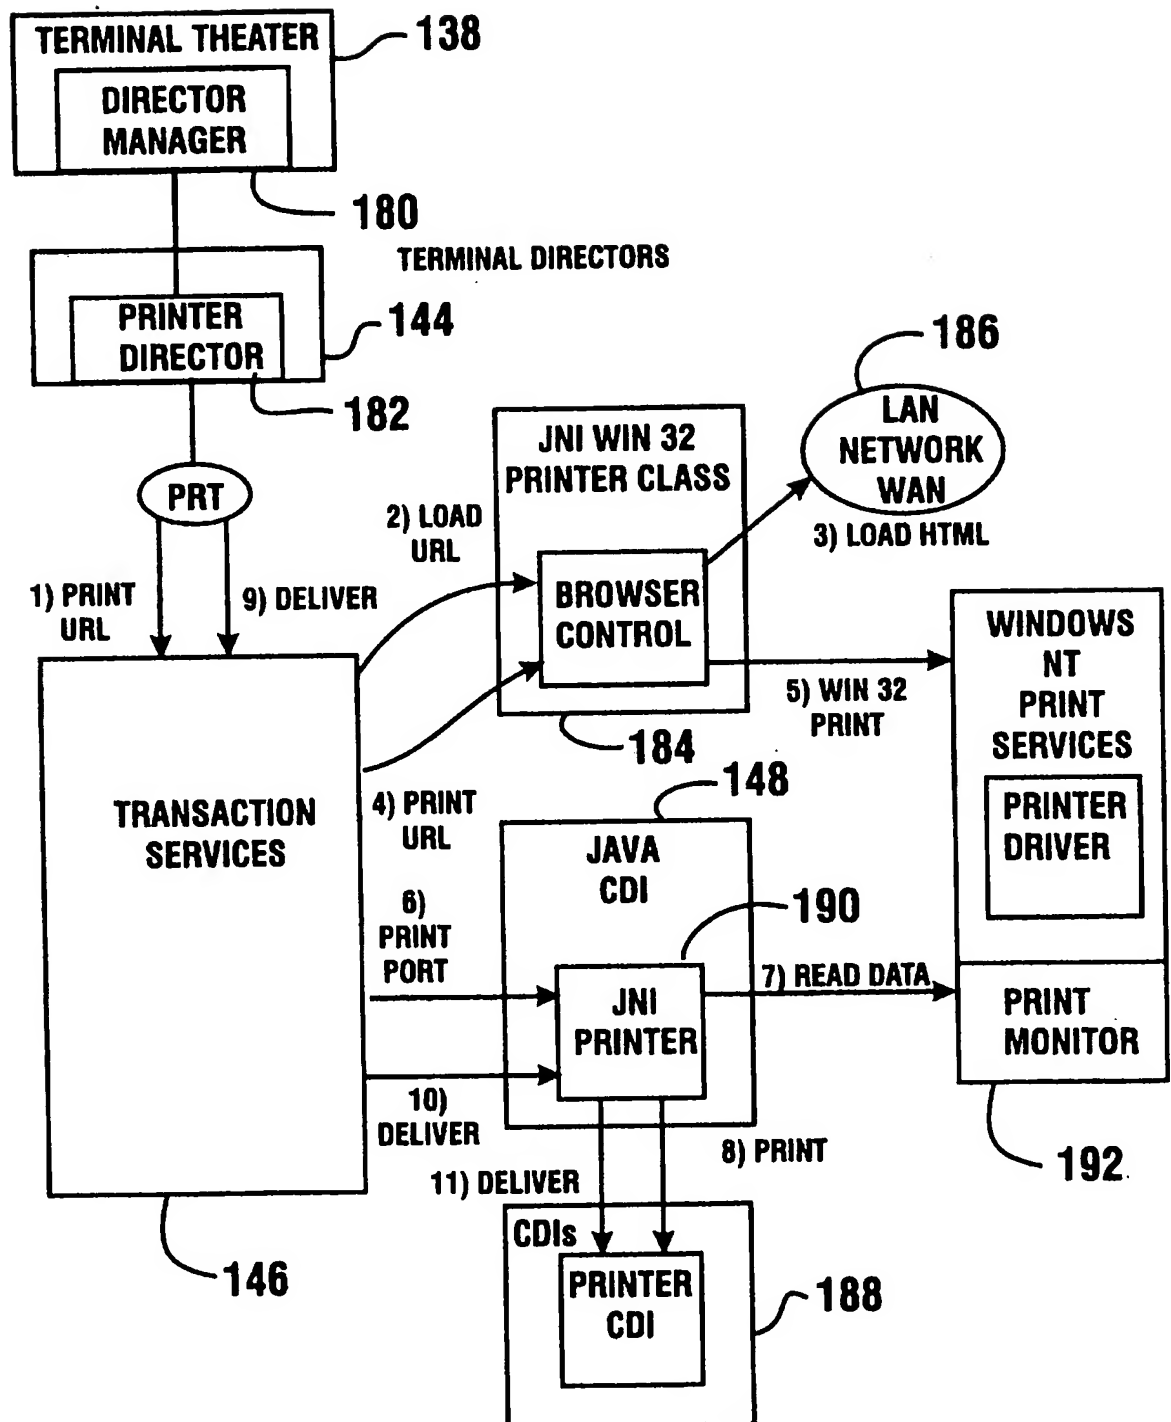 TERMINAL THEATER
138
DIRECTOR
MANAGER
180
TERMINAL DIRECTORS
PRINTER
DIRECTOR
144
182
PRT
1) PRINT
URL
9) DELIVER
2) LOAD
URL
JNI WIN 32
PRINTER CLASS
BROWSER
CONTROL
184
186
LAN
NETWORK
WAN
3) LOAD HTML
5) WIN 32
PRINT
WINDOWS
NT
PRINT
SERVICES
PRINTER
DRIVER
PRINT
MONITOR
192
TRANSACTION
SERVICES
146
4) PRINT
URL
6)
PRINT
PORT
10)
DELIVER
148
JAVA
CDI
190
JNI
PRINTER
7) READ DATA
8) PRINT
11) DELIVER
CDIs
PRINTER
CDI
188